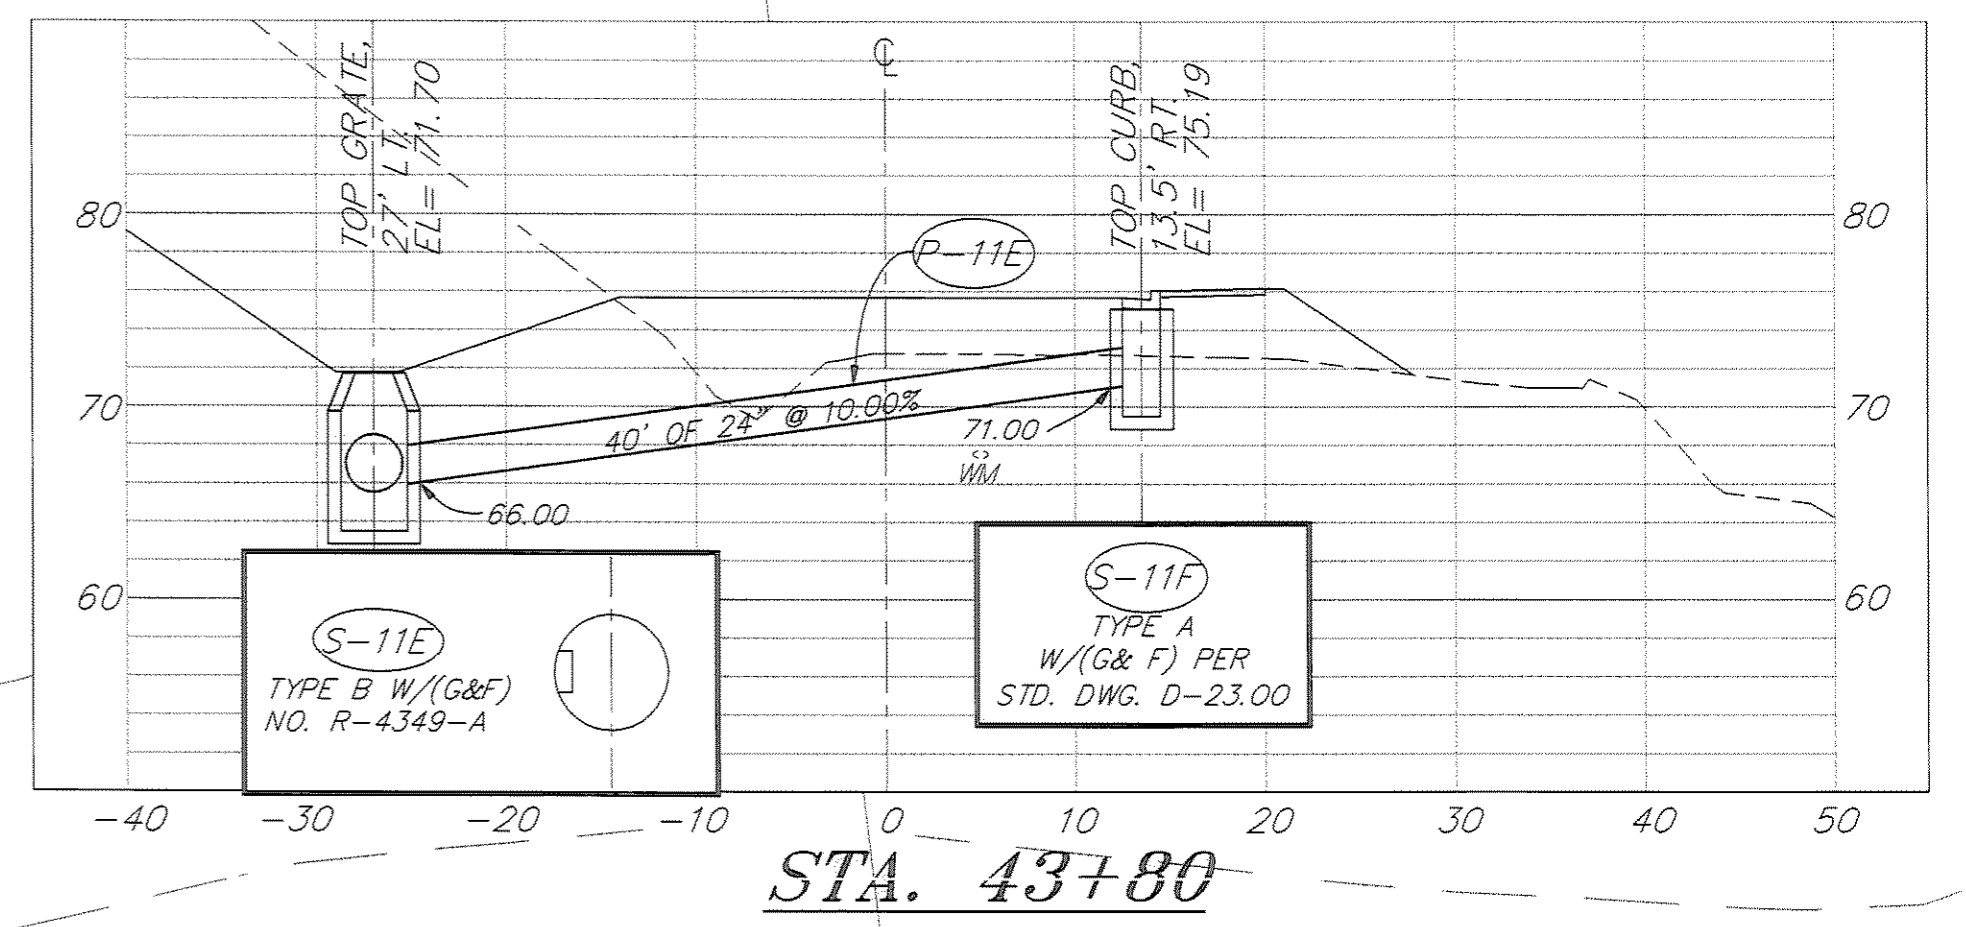 TOP GRATE,
27' LT,
EL= 71.70
℄
TOP CURB,
13.5' RT.
EL= 75.19
80
80
P-11E
70
70
40' OF 24" @ 10.00%
71.00
WM
66.00
60
60
S-11E
TYPE B W/(G&F)
NO. R-4349-A
S-11F
TYPE A
W/(G& F) PER
STD. DWG. D-23.00
-40 -30 -20 -10 0 10 20 30 40 50
STA. 43+80